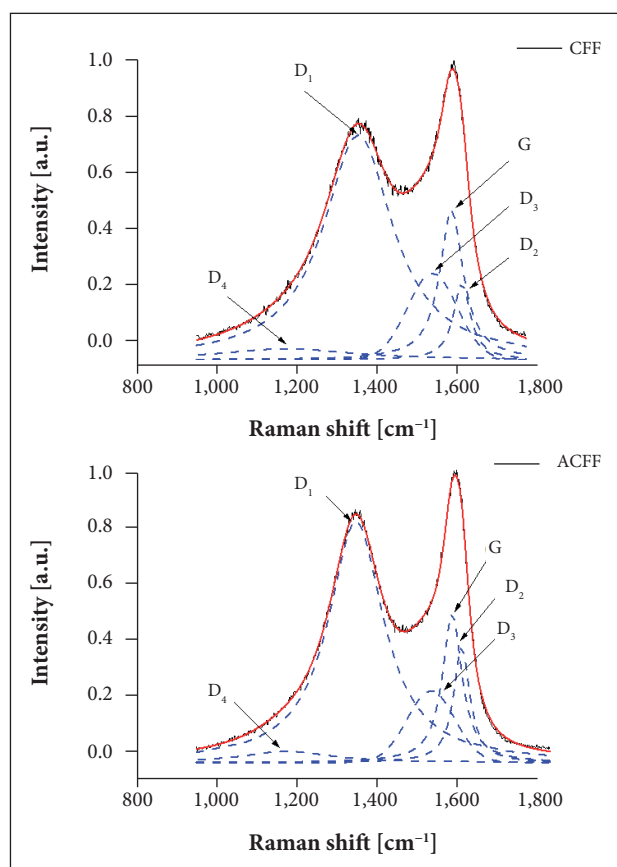 CFF
1.0
D1
0.8
G
0.6
D3
0.4
D2
D4
0.2
0.0
Intensity [a.u.]
800 1,000 1,200 1,400 1,600 1,800
Raman shift [cm⁻¹]
ACFF
1.0
D1
0.8
G
0.6
D2
0.4
D3
D4
0.2
0.0
Intensity [a.u.]
800 1,000 1,200 1,400 1,600 1,800
Raman shift [cm⁻¹]